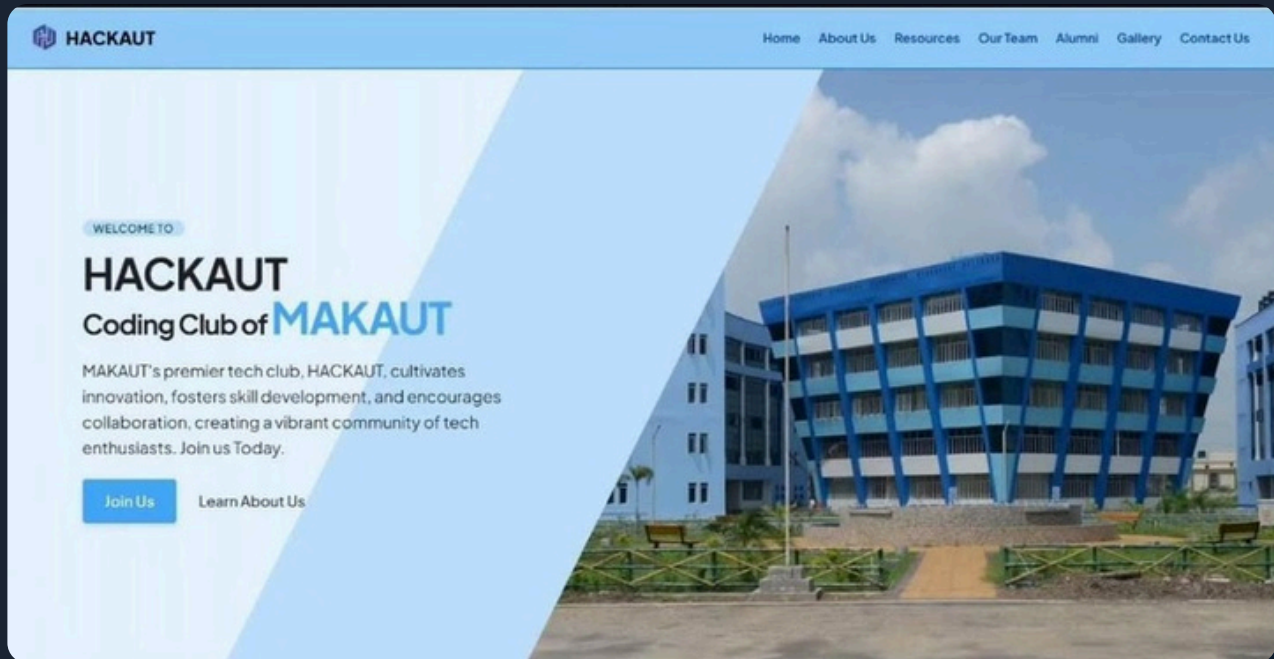 HACKAUT
Home About Us Resources Our Team Alumni Gallery Contact Us
WELCOME TO
HACKAUT
Coding Club of MAKAUT
MAKAUT's premier tech club, HACKAUT, cultivates
innovation, fosters skill development, and encourages
collaboration, creating a vibrant community of tech
enthusiasts. Join us Today.
Join Us Learn About Us